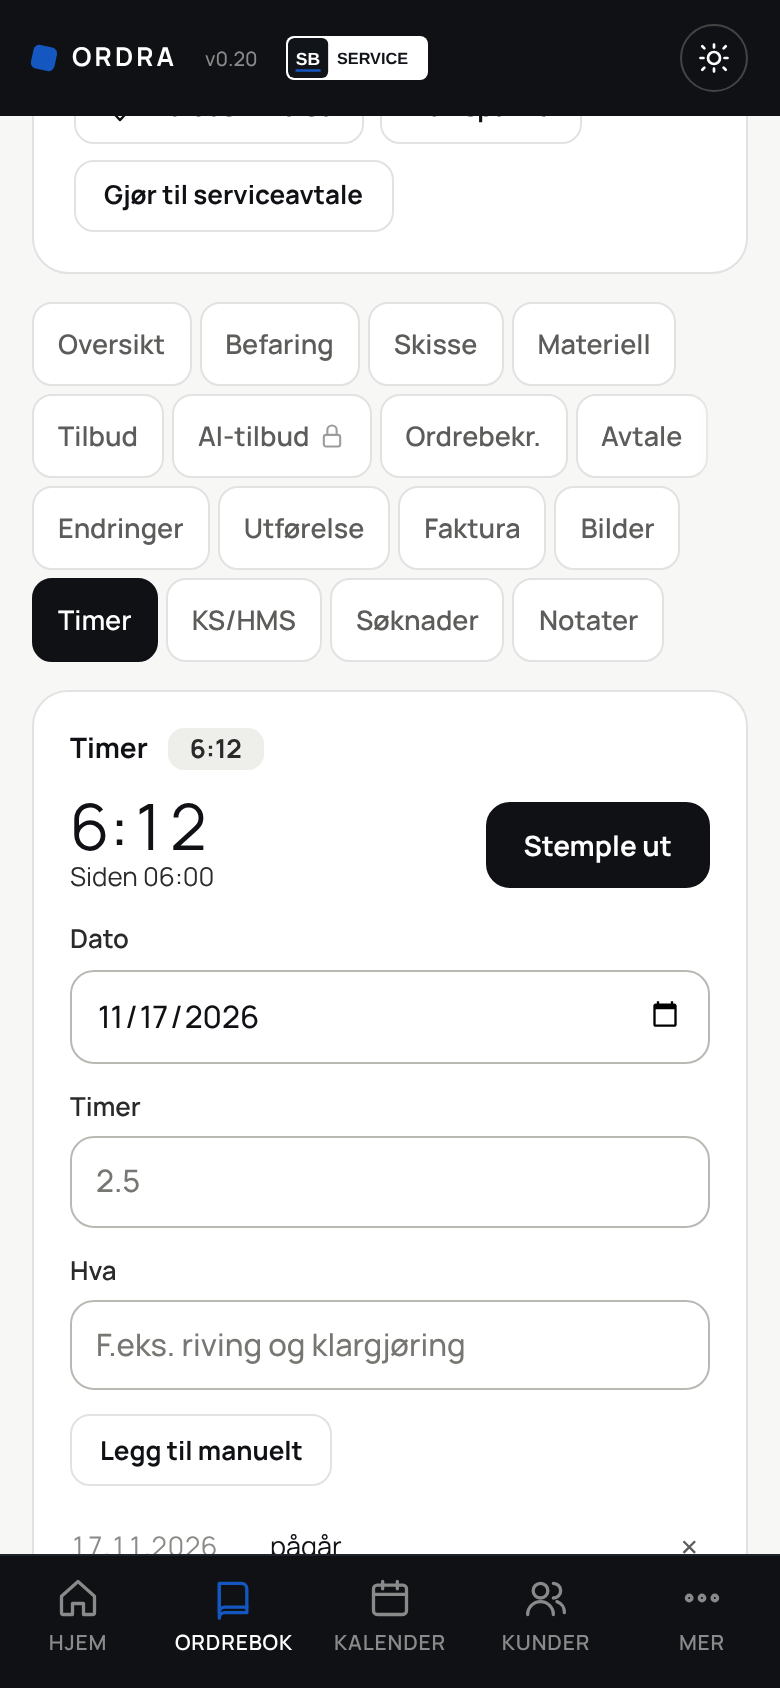 ORDRA v0.20 SB SERVICE
Gjør til serviceavtale
Oversikt Befaring Skisse Materiell
Tilbud AI-tilbud Ordrebekr. Avtale
Endringer Utførelse Faktura Bilder
Timer KS/HMS Søknader Notater
Timer 6:12
6:12
Siden 06:00
Stemple ut
Dato
11/17/2026
Timer
2.5
Hva
F.eks. riving og klargjøring
Legg til manuelt
17.11.2026 pågår ×
HJEM ORDREBOK KALENDER KUNDER MER